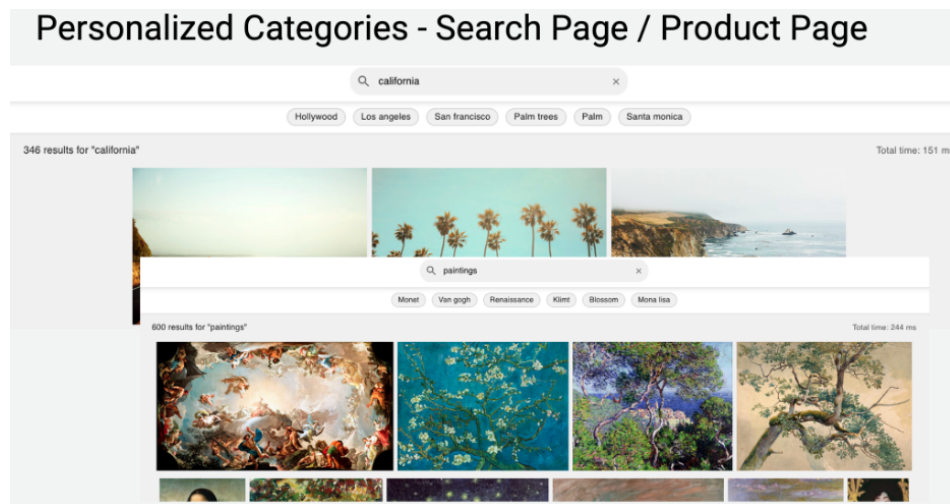 Personalized Categories - Search Page / Product Page
california
Hollywood Los angeles San francisco Palm trees Palm Santa monica
346 results for "california" Total time: 151 m
paintings
Monet Van gogh Renaissance Klimt Blossom Mona lisa
600 results for "paintings" Total time: 244 ms